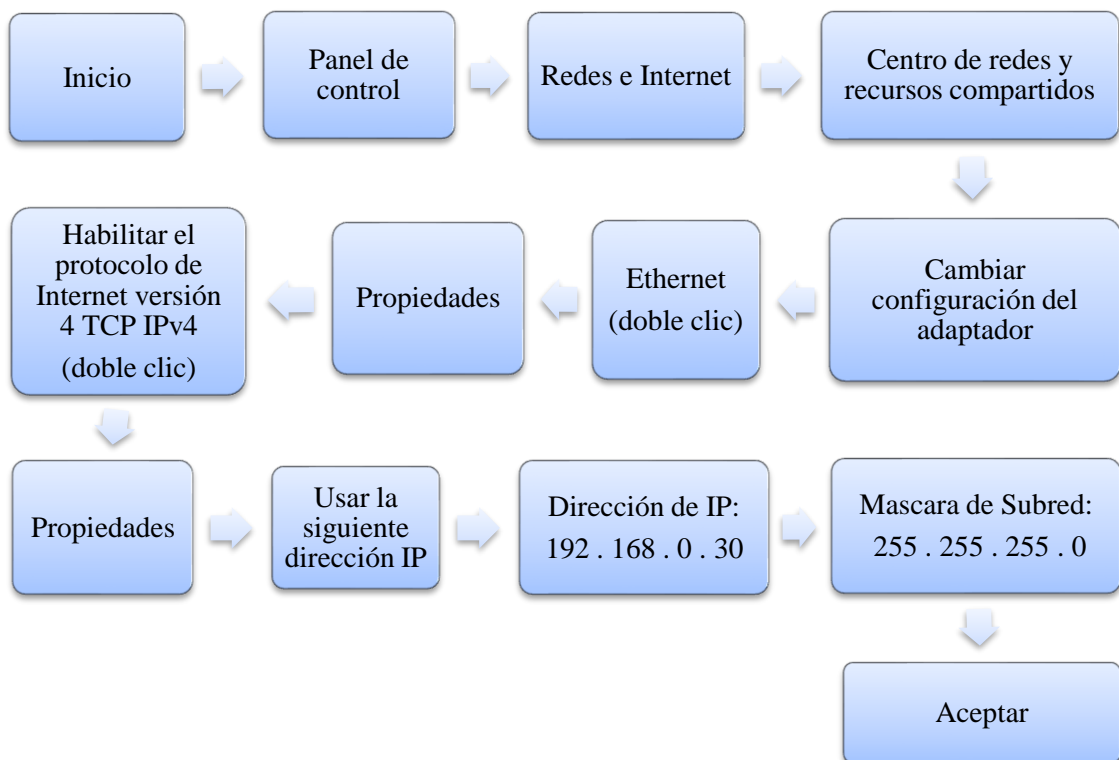 Inicio
Panel de
control
Redes e Internet
Centro de redes y
recursos compartidos
Cambiar
configuración del
adaptador
Ethernet
(doble clic)
Propiedades
Habilitar el
protocolo de
Internet versión
4 TCP IPv4
(doble clic)
Propiedades
Usar la
siguiente
dirección IP
Dirección de IP:
192 . 168 . 0 . 30
Mascara de Subred:
255 . 255 . 255 . 0
Aceptar